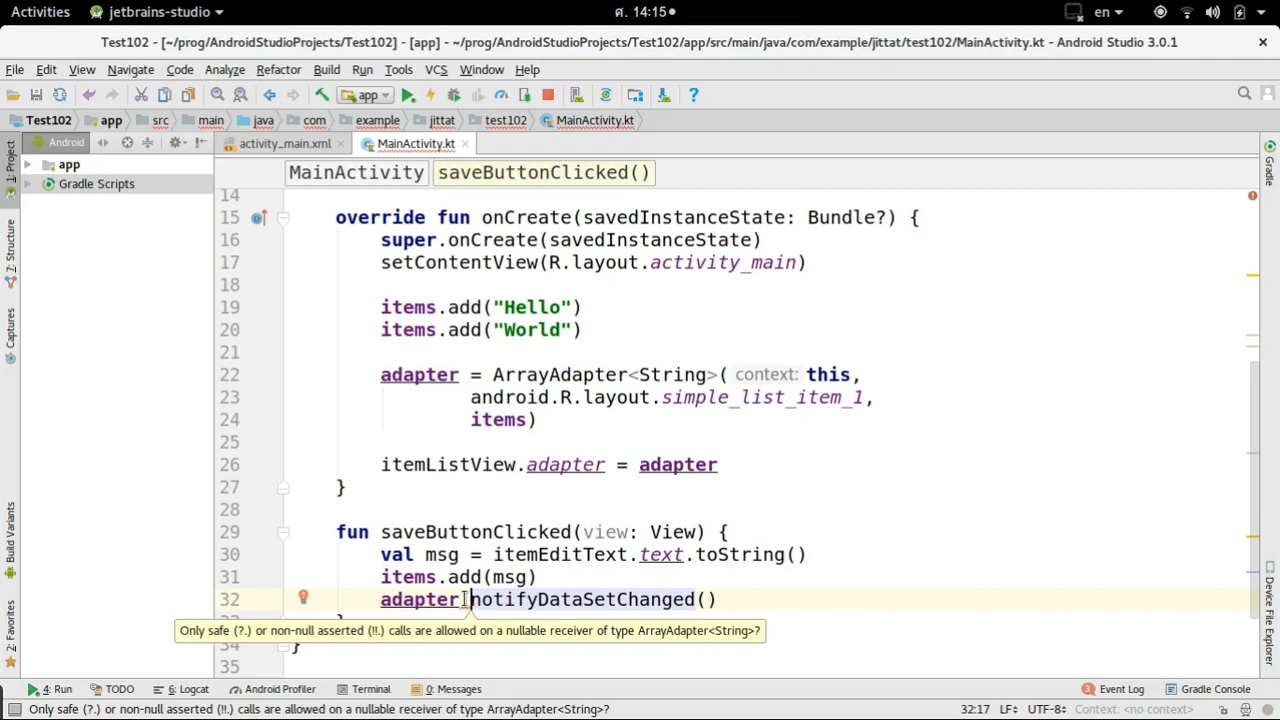 Activities jetbrains-studio ศ. 14:15 en
Test102 - [~/prog/AndroidStudioProjects/Test102] - [app] - ~/prog/AndroidStudioProjects/Test102/app/src/main/java/com/example/jittat/test102/MainActivity.kt - Android Studio 3.0.1
File Edit View Navigate Code Analyze Refactor Build Run Tools VCS Window Help
app
Test102 app src main java com example jittat test102 MainActivity.kt
Android activity_main.xml MainActivity.kt
MainActivity saveButtonClicked()
app
Gradle Scripts
1: Project
7: Structure
Captures
Build Variants
2: Favorites
Gradle
Device File Explorer
14
15 override fun onCreate(savedInstanceState: Bundle?) {
16 super.onCreate(savedInstanceState)
17 setContentView(R.layout.activity_main)
18
19 items.add("Hello")
20 items.add("World")
21
22 adapter = ArrayAdapter<String>( context: this,
23 android.R.layout.simple_list_item_1,
24 items)
25
26 itemListView.adapter = adapter
27 }
28
29 fun saveButtonClicked(view: View) {
30 val msg = itemEditText.text.toString()
31 items.add(msg)
32 adapter.notifyDataSetChanged()
Only safe (?.) or non-null asserted (!!.) calls are allowed on a nullable receiver of type ArrayAdapter<String>?
34 }
35
4: Run TODO 6: Logcat Android Profiler Terminal 0: Messages 3 Event Log Gradle Console
Only safe (?.) or non-null asserted (!!.) calls are allowed on a nullable receiver of type ArrayAdapter<String>? 32:17 LF÷ UTF-8÷ Context: <no context>